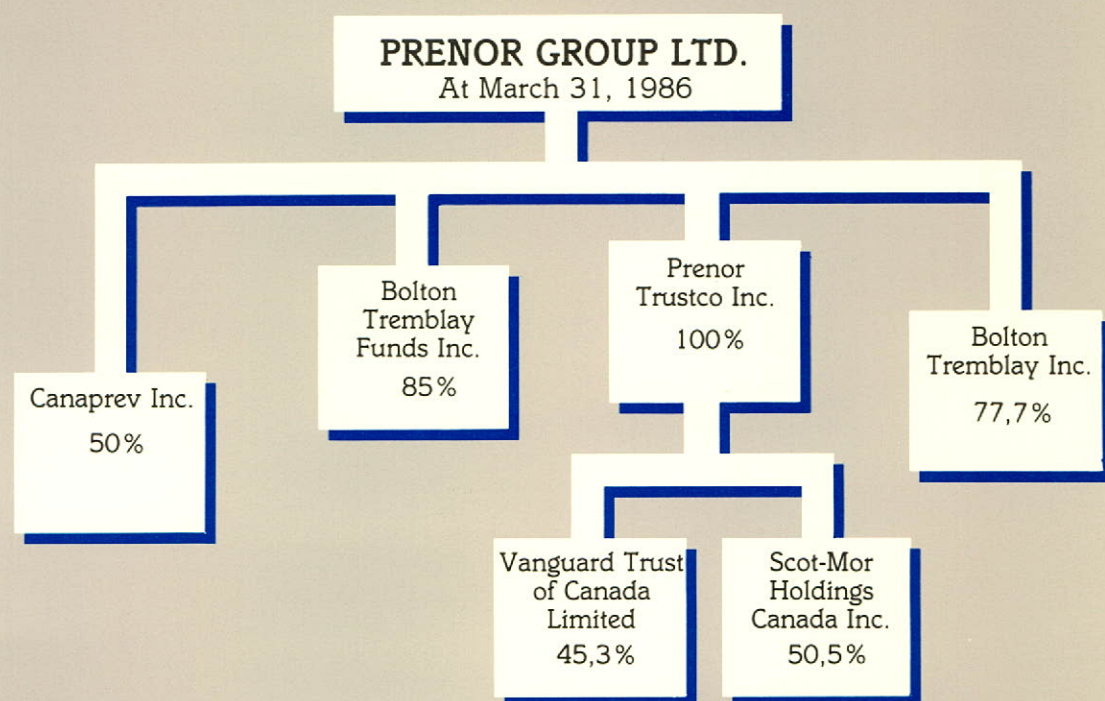 PRENOR GROUP LTD.
At March 31, 1986
Canaprev Inc.
50%
Bolton
Tremblay
Funds Inc.
85%
Prenor
Trustco Inc.
100%
Bolton
Tremblay Inc.
77,7%
Vanguard Trust
of Canada
Limited
45,3%
Scot-Mor
Holdings
Canada Inc.
50,5%